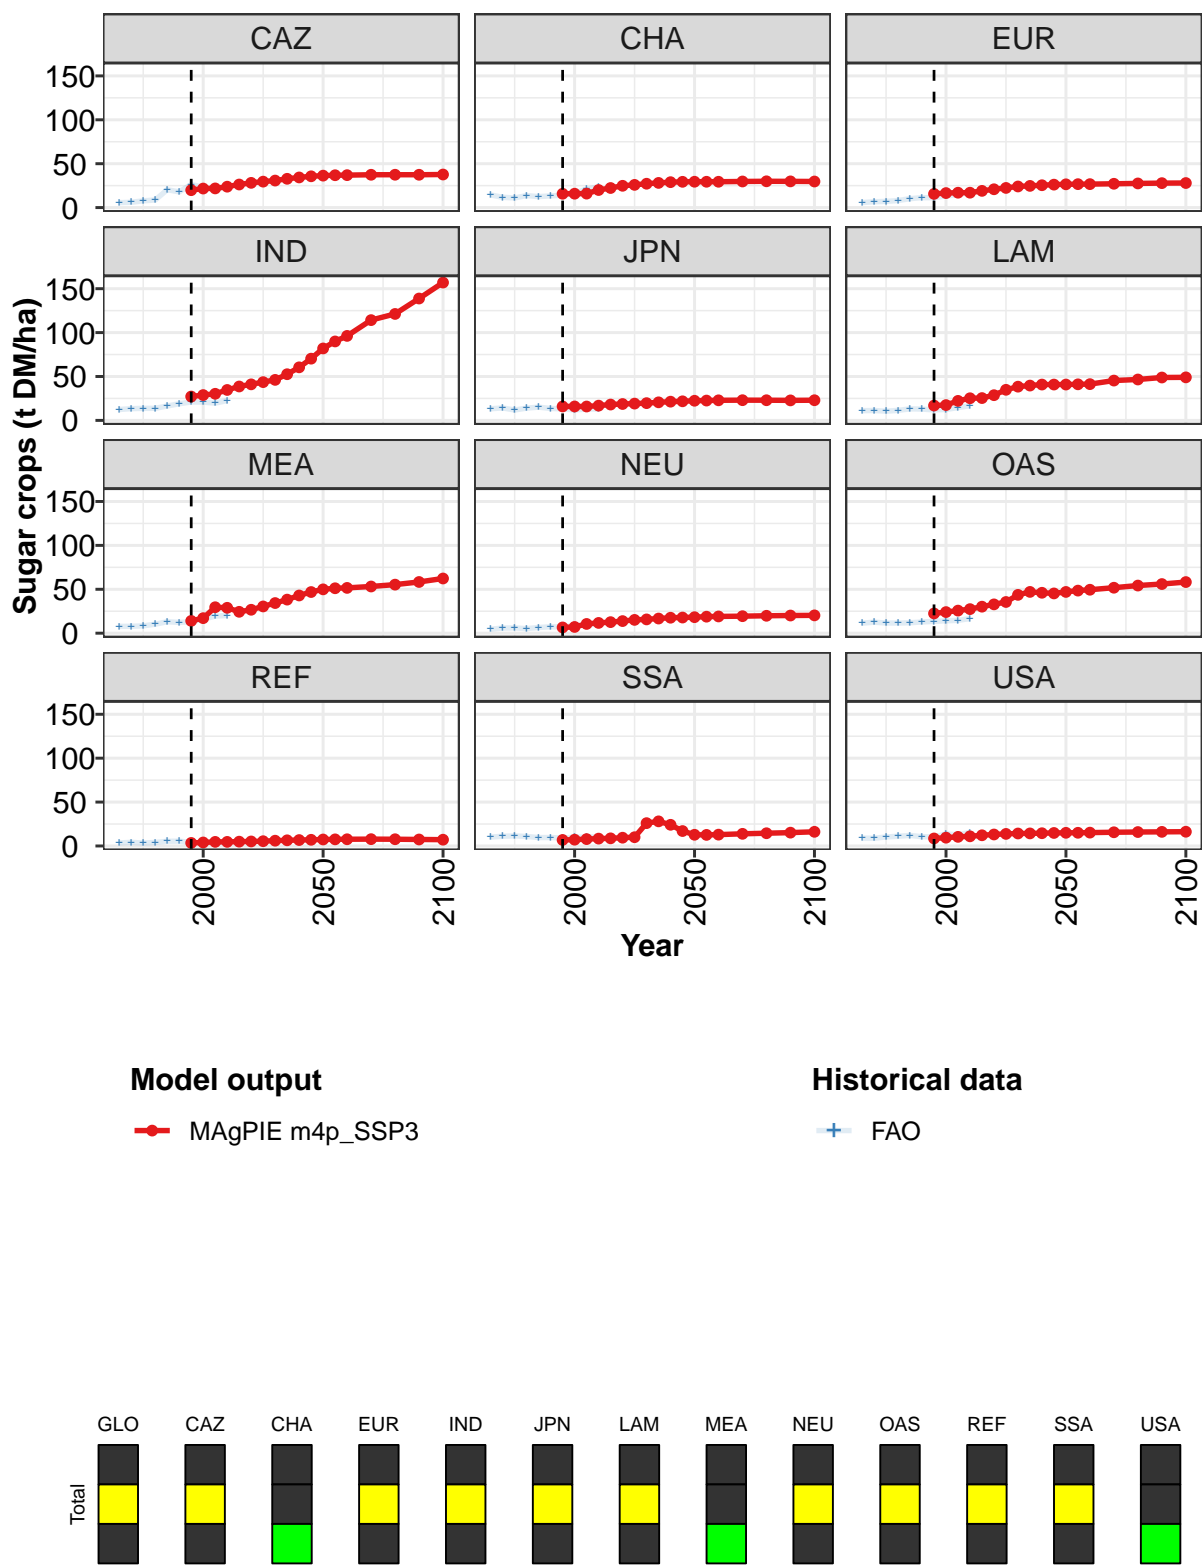 CAZ CHA EUR
150
100
50
0
IND JPN LAM
150
100
50
0
MEA NEU OAS
150
100
50
0
REF SSA USA
150
100
50
0
2000 2050 2100 2000 2050 2100 2000 2050 2100
Sugar crops (t DM/ha)
Year
Model output Historical data
MAgPIE m4p_SSP3 FAO
GLO CAZ CHA EUR IND JPN LAM MEA NEU OAS REF SSA USA
Total